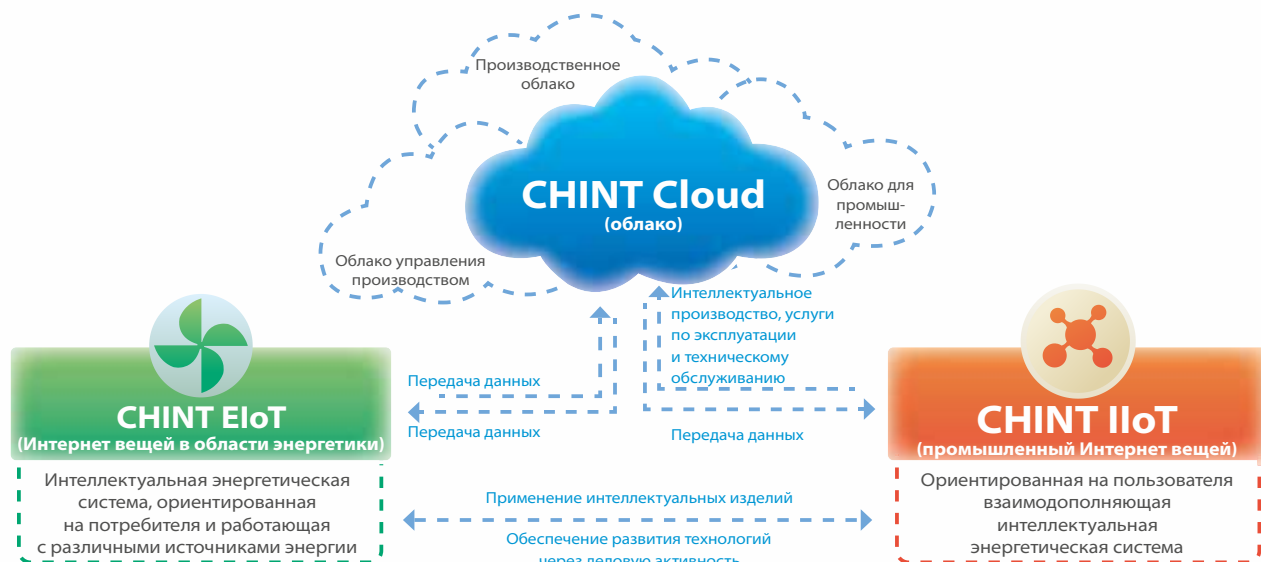 Производственное
облако
CHINT Cloud
(облако)
Облако для
промыш-
ленности
Облако управления
производством
Интеллектуальное
производство, услуги
по эксплуатации
и техническому
обслуживанию
Передача данных
Передача данных
Передача данных
CHINT EIoT
(Интернет вещей в области энергетики)
Интеллектуальная энергетическая
система, ориентированная
на потребителя и работающая
с различными источниками энергии
Применение интеллектуальных изделий
Обеспечение развития технологий
через деловую активность
CHINT IIoT
(промышленный Интернет вещей)
Ориентированная на пользователя
взаимодополняющая
интеллектуальная
энергетическая система